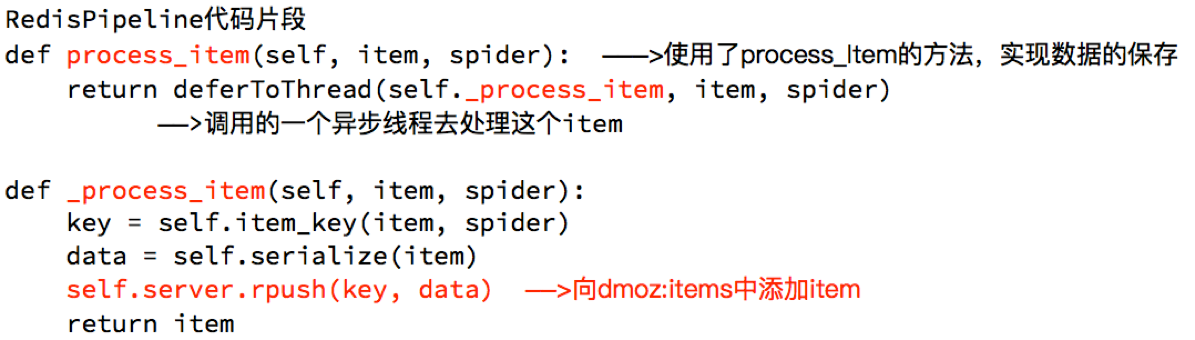 RedisPipeline代码片段
def process_item(self, item, spider): ——>使用了process_Item的方法，实现数据的保存
    return deferToThread(self._process_item, item, spider)
——>调用的一个异步线程去处理这个item
def _process_item(self, item, spider):
    key = self.item_key(item, spider)
    data = self.serialize(item)
    self.server.rpush(key, data) ——>向dmoz:items中添加item
    return item